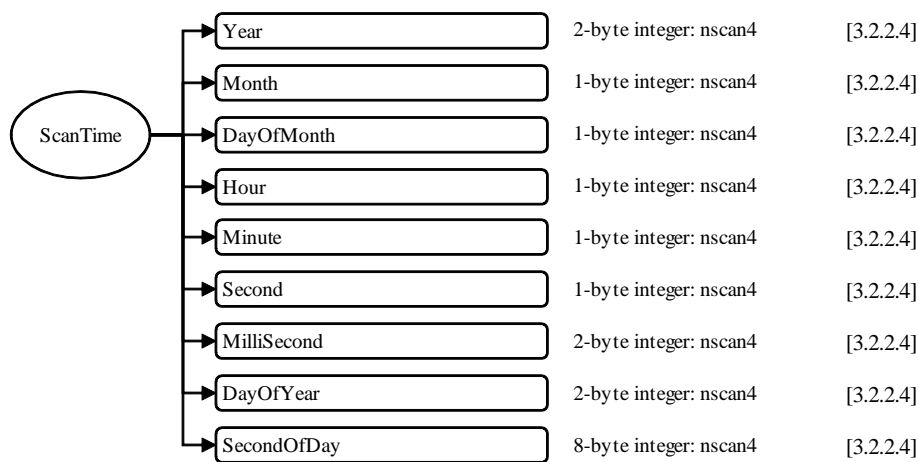 Year 2-byte integer: nscan4 [3.2.2.4]
Month 1-byte integer: nscan4 [3.2.2.4]
ScanTime DayOfMonth 1-byte integer: nscan4 [3.2.2.4]
Hour 1-byte integer: nscan4 [3.2.2.4]
Minute 1-byte integer: nscan4 [3.2.2.4]
Second 1-byte integer: nscan4 [3.2.2.4]
MilliSecond 2-byte integer: nscan4 [3.2.2.4]
DayOfYear 2-byte integer: nscan4 [3.2.2.4]
SecondOfDay 8-byte integer: nscan4 [3.2.2.4]